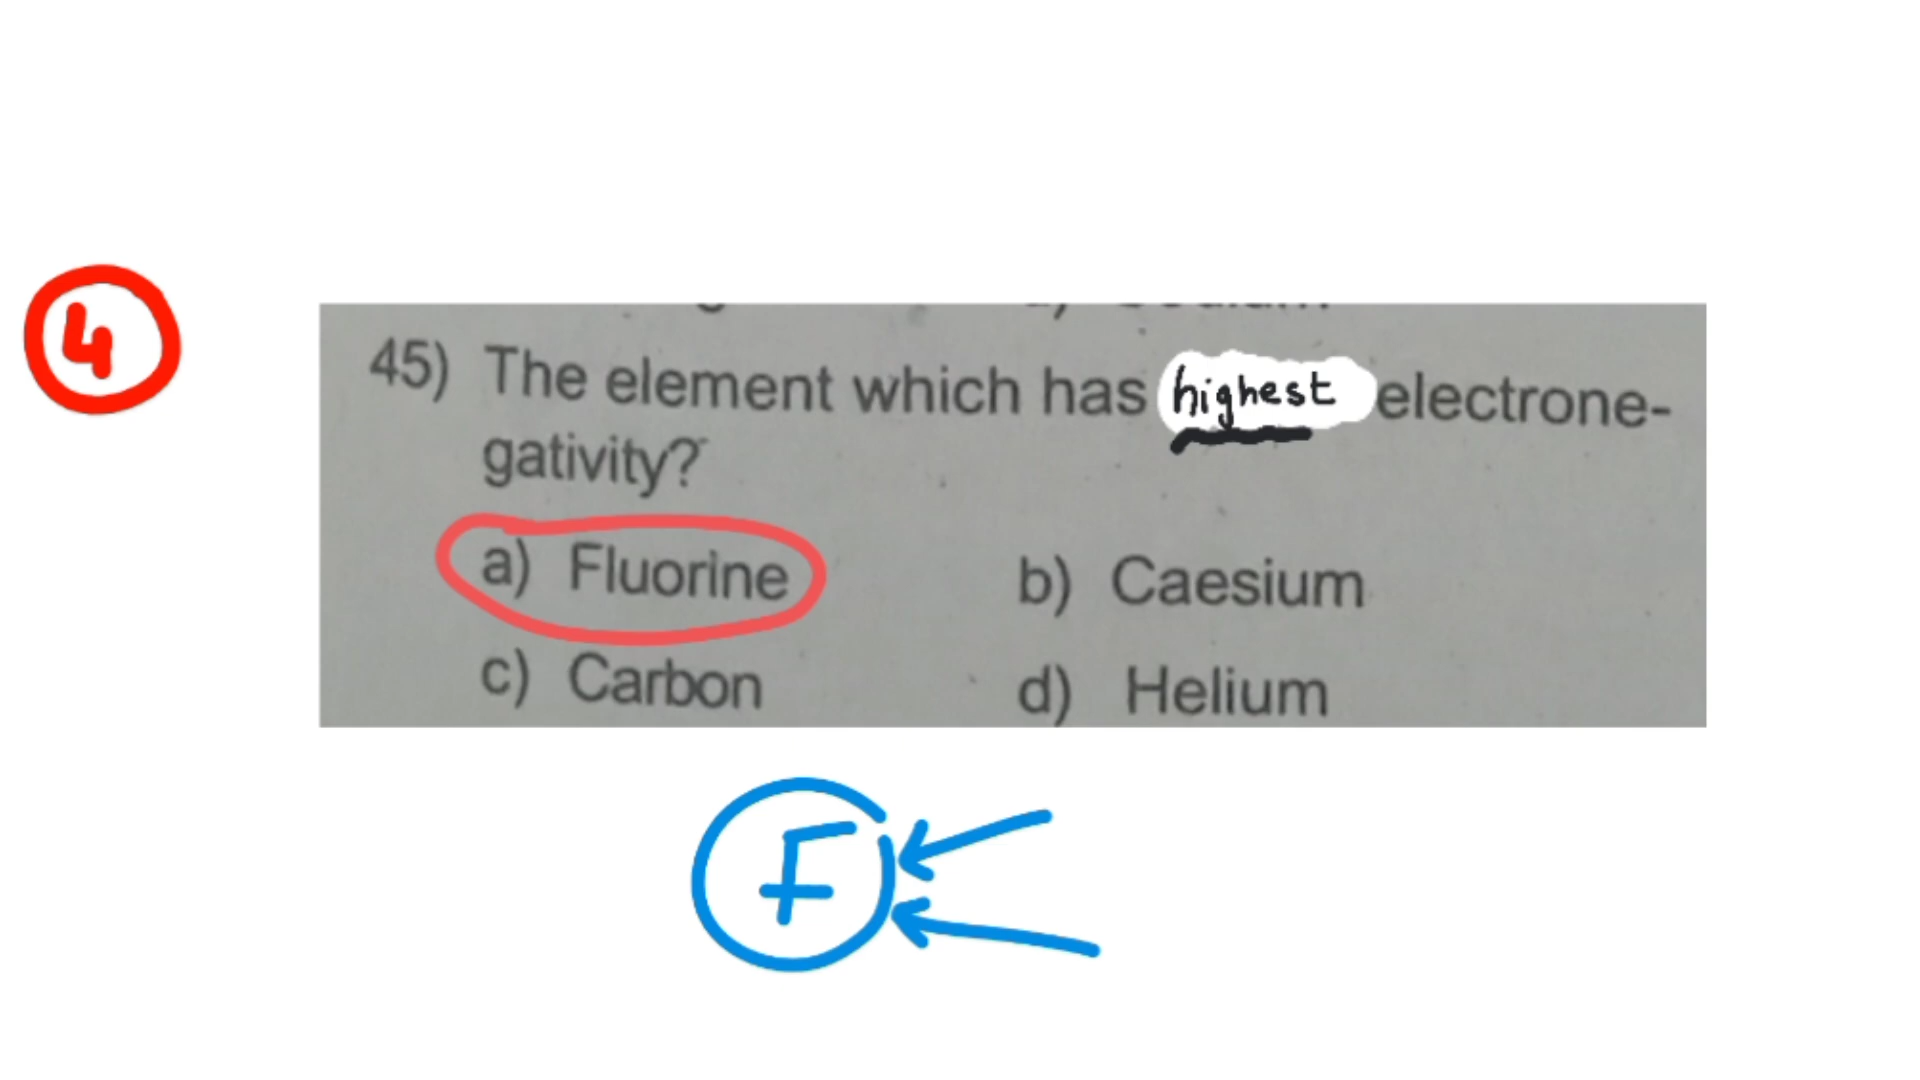 4
45) The element which has highest electrone-
gativity?
a) Fluorine b) Caesium
c) Carbon d) Helium
F